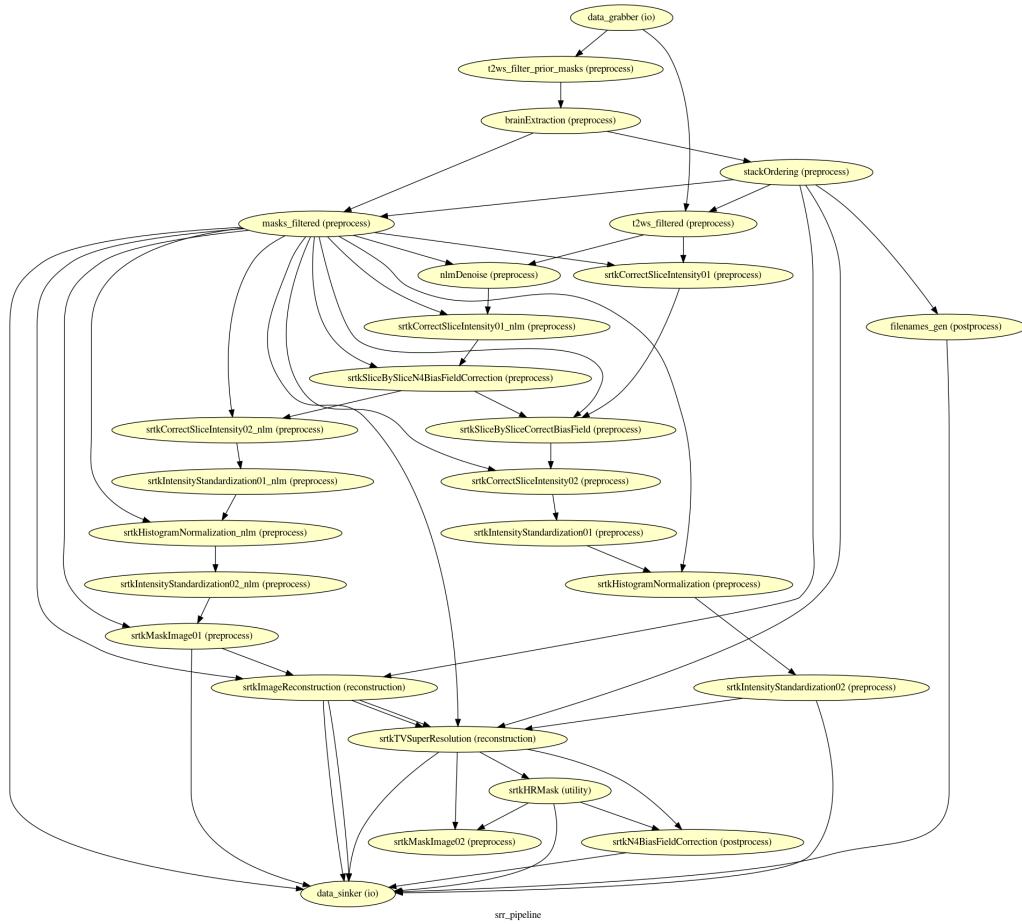 data_grabber (io)
t2ws_filter_prior_masks (preprocess)
brainExtraction (preprocess)
stackOrdering (preprocess)
masks_filtered (preprocess)
t2ws_filtered (preprocess)
nlmDenoise (preprocess)
srtkCorrectSliceIntensity01 (preprocess)
srtkCorrectSliceIntensity01_nlm (preprocess)
filenames_gen (postprocess)
srtkSliceBySliceN4BiasFieldCorrection (preprocess)
srtkCorrectSliceIntensity02_nlm (preprocess)
srtkSliceBySliceCorrectBiasField (preprocess)
srtkIntensityStandardization01_nlm (preprocess)
srtkCorrectSliceIntensity02 (preprocess)
srtkHistogramNormalization_nlm (preprocess)
srtkIntensityStandardization01 (preprocess)
srtkIntensityStandardization02_nlm (preprocess)
srtkHistogramNormalization (preprocess)
srtkMaskImage01 (preprocess)
srtkImageReconstruction (reconstruction)
srtkIntensityStandardization02 (preprocess)
srtkTVSuperResolution (reconstruction)
srtkHRMask (utility)
srtkMaskImage02 (preprocess)
srtkN4BiasFieldCorrection (postprocess)
data_sinker (io)
srr_pipeline